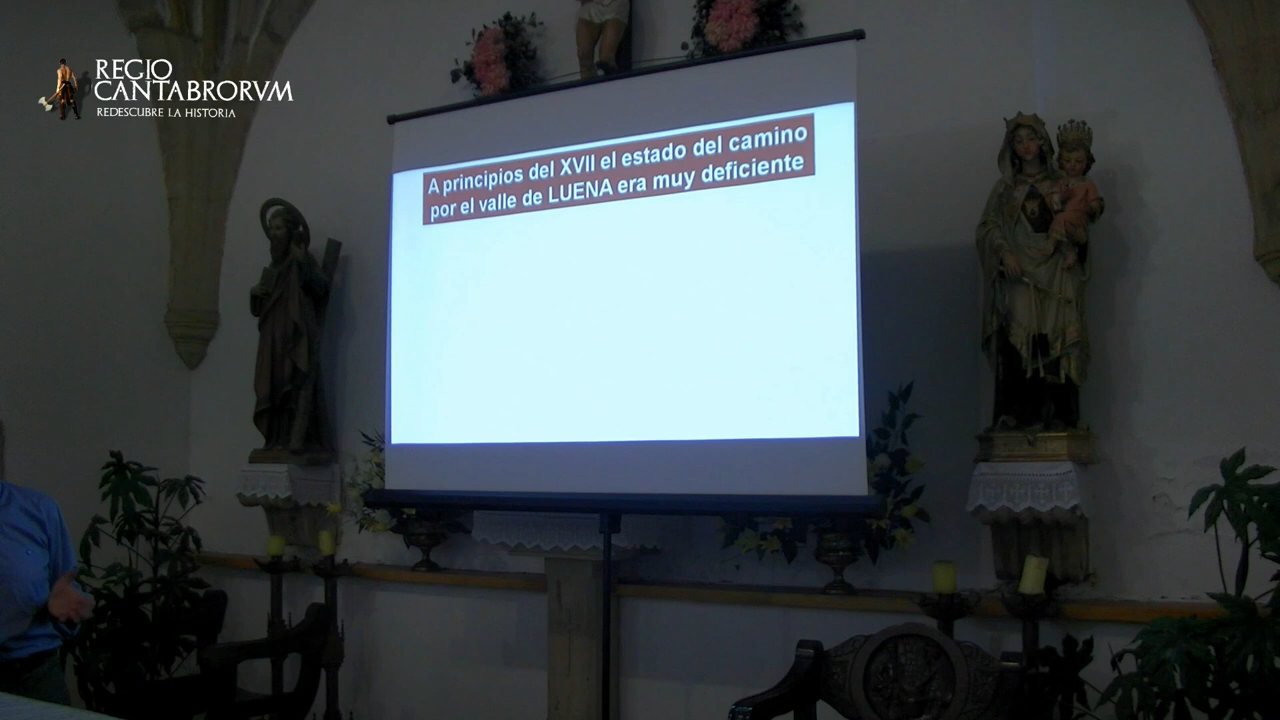 REGIO
CANTABRORVM
REDESCUBRE LA HISTORIA
A principios del XVII el estado del camino
por el valle de LUENA era muy deficiente